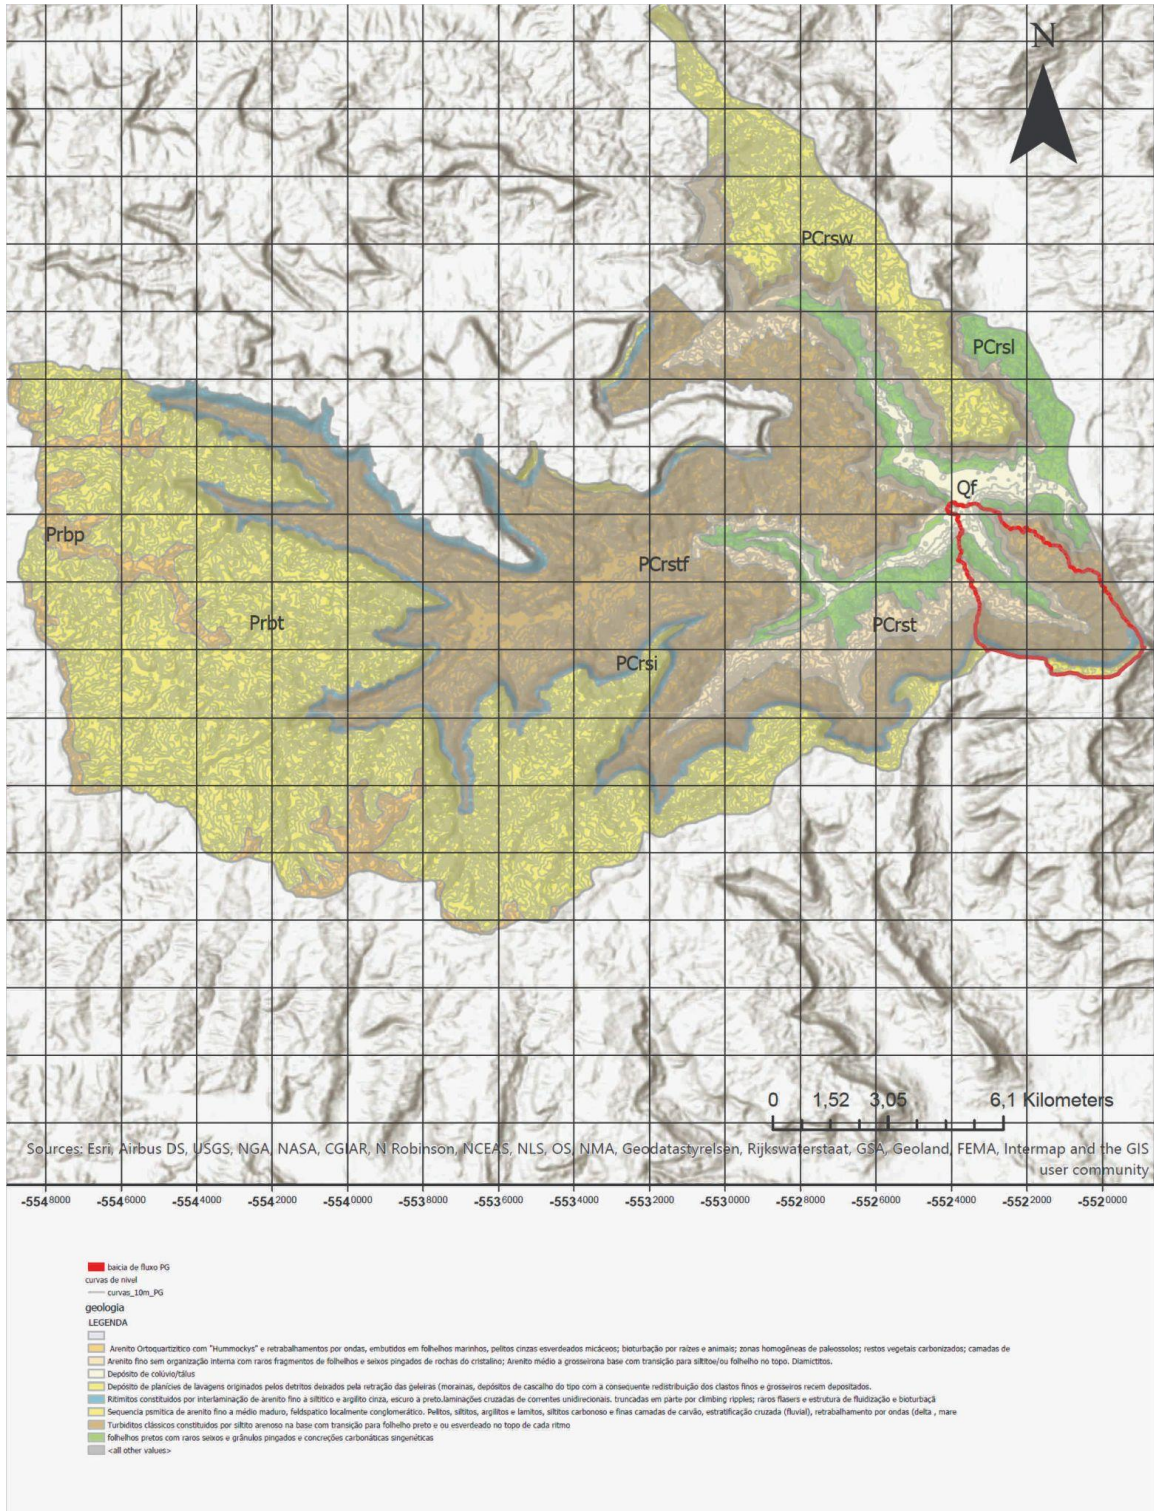 N
PCrsw
PCrsl
Qf
Prbp
PCrstf
Prbt
PCrst
PCrsi
0 1,52 3,05 6,1 Kilometers
Sources: Esri, Airbus DS, USGS, NGA, NASA, CGIAR, N Robinson, NCEAS, NLS, OS, NMA, Geodatastyrelsen, Rijkswaterstaat, GSA, Geoland, FEMA, Intermap and the GIS
user community
-5548000 -5546000 -5544000 -5542000 -5540000 -5538000 -5536000 -5534000 -5532000 -5530000 -5528000 -5526000 -5524000 -5522000 -5520000
baicia de fluxo PG
curvas de nivel
curvas_10m_PG
geologia
LEGENDA
Arenito Ortoquartizitico com "Hummockys" e retrabalhamentos por ondas, embutidos em folhelhos marinhos, pelitos cinzas esverdeados micáceos; bioturbação por raízes e animais; zonas homogêneas de paleossolos; restos vegetais carbonizados; camadas de
Arenito fino sem organização interna com raros fragmentos de folhelhos e seixos pingados de rochas do cristalino; Arenito médio a grosseirona base com transição para siltitoe/ou folhelho no topo. Diamictitos.
Depósito de colúvio/tálus
Depósito de planícies de lavagens originados pelos detritos deixados pela retração das geleiras (morainas, depósitos de cascalho do tipo com a consequente redistribuição dos clastos finos e grosseiros recem depositados.
Ritimitos constituidos por interlaminação de arenito fino a siltítico e argilito cinza, escuro a preto.laminações cruzadas de correntes unidirecionais. truncadas em parte por climbing ripples; raros flasers e estrutura de fluidização e bioturbaçã
Sequencia psmitica de arenito fino a médio maduro, feldspatico localmente conglomerático. Pelitos, siltitos, argilitos e lamitos, siltitos carbonoso e finas camadas de carvão, estratificação cruzada (fluvial), retrabalhamento por ondas (delta , mare
Turbiditos clássicos constituidos por siltito arenoso na base com transição para folhelho preto e ou esverdeado no topo de cada ritmo
folhelhos pretos com raros seixos e grânulos pingados e concreções carbonáticas singenéticas
<all other values>